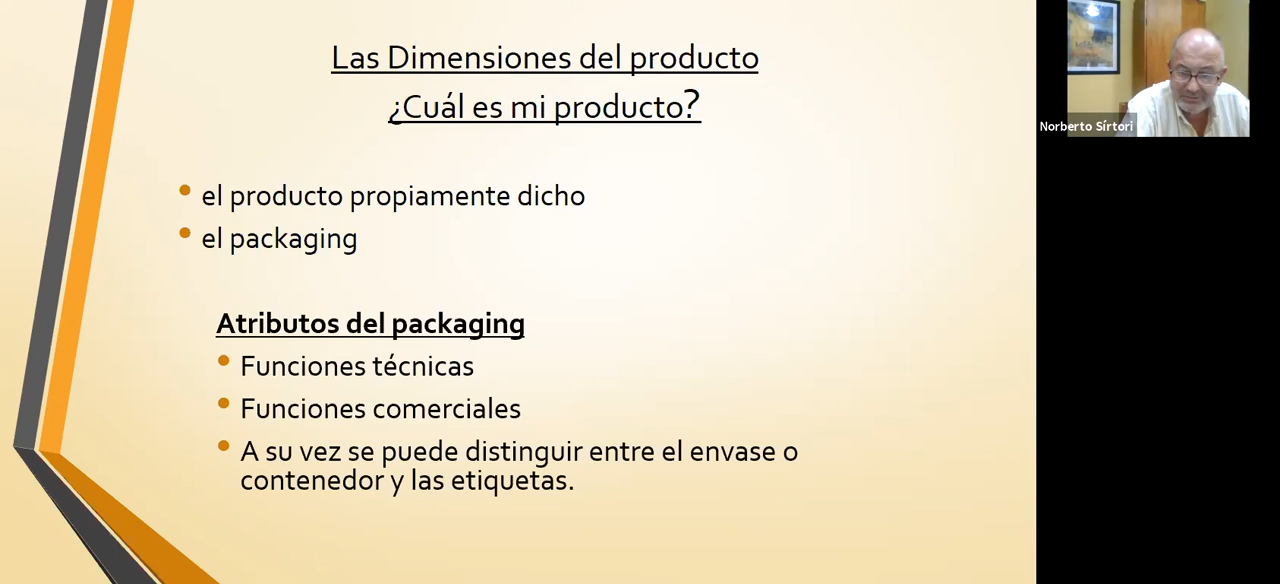 Las Dimensiones del producto
¿Cuál es mi producto?
el producto propiamente dicho
el packaging
Atributos del packaging
Funciones técnicas
Funciones comerciales
A su vez se puede distinguir entre el envase o
contenedor y las etiquetas.
Norberto Sírtori